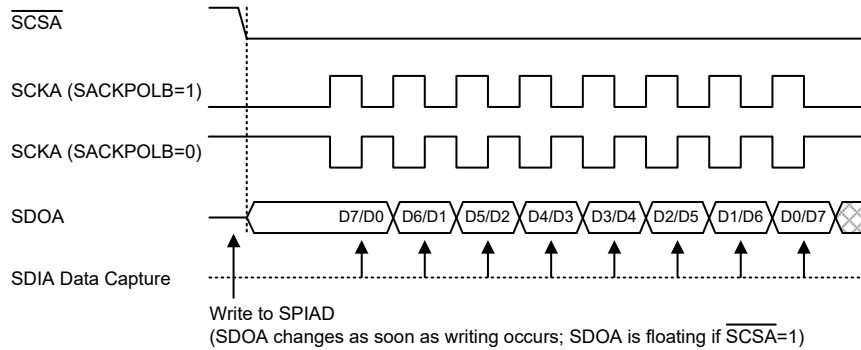 SCSA
SCKA (SACKPOLB=1)
SCKA (SACKPOLB=0)
SDOA D7/D0 D6/D1 D5/D2 D4/D3 D3/D4 D2/D5 D1/D6 D0/D7
SDIA Data Capture
Write to SPIAD
(SDOA changes as soon as writing occurs; SDOA is floating if SCSA=1)